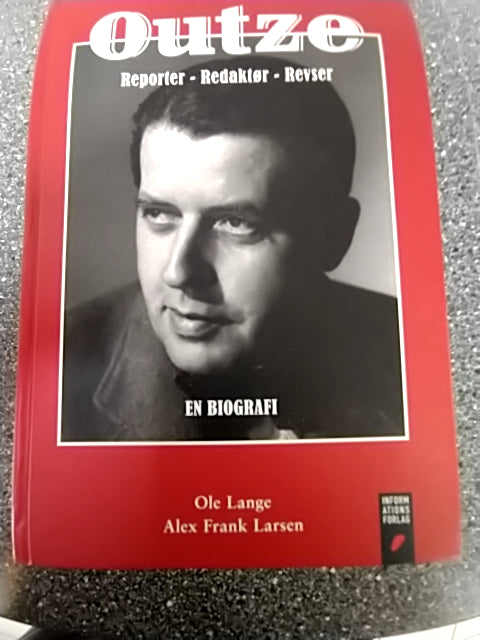 Outze
Reporter - Redaktør - Revser
EN BIOGRAFI
Ole Lange
Alex Frank Larsen
INFORM
ATIONS
FORLAG